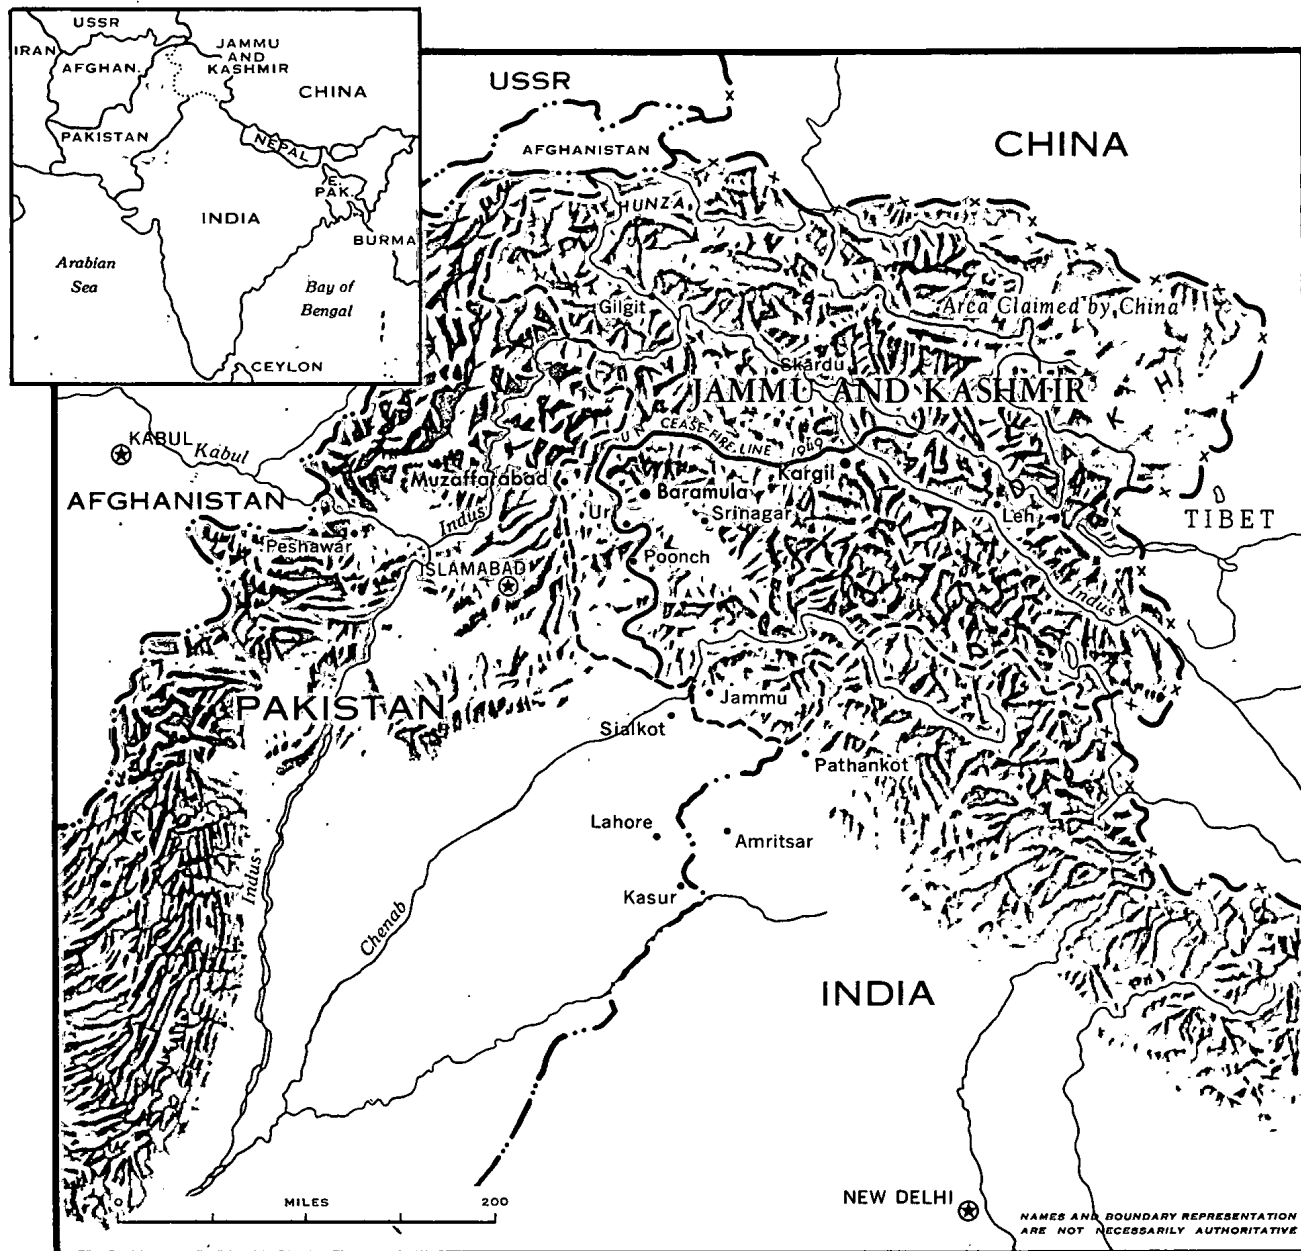 USSR
IRAN
AFGHAN.
JAMMU
AND
KASHMIR
CHINA
PAKISTAN
NEPAL
E.
PAK.
INDIA
BURMA
Arabian
Sea
Bay of
Bengal
CEYLON
USSR
AFGHANISTAN
CHINA
HUNZA
Gilgit
Area Claimed by China
Skardu
JAMMU AND KASHMIR
LADAKH
U.N. CEASE-FIRE LINE 1949
KABUL
Kabul
AFGHANISTAN
Muzaffarabad
Baramula
Kargil
Indus
Uri
Srinagar
Leh
TIBET
Peshawar
ISLAMABAD
Poonch
Indus
PAKISTAN
Jammu
Sialkot
Pathankot
Lahore
Amritsar
Kasur
Indus
Chenab
INDIA
0 MILES 200
NEW DELHI
NAMES AND BOUNDARY REPRESENTATION
ARE NOT NECESSARILY AUTHORITATIVE